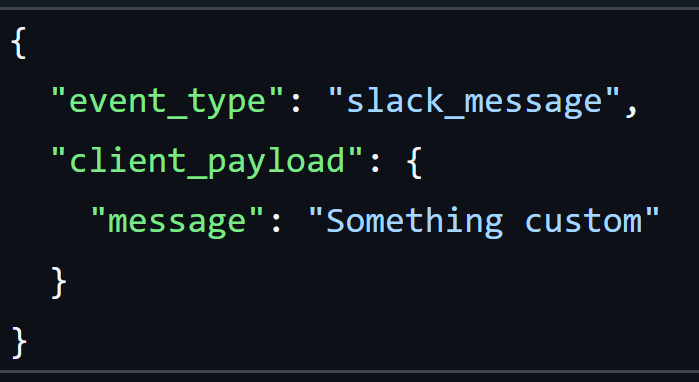 {
  "event_type": "slack_message",
  "client_payload": {
    "message": "Something custom"
  }
}